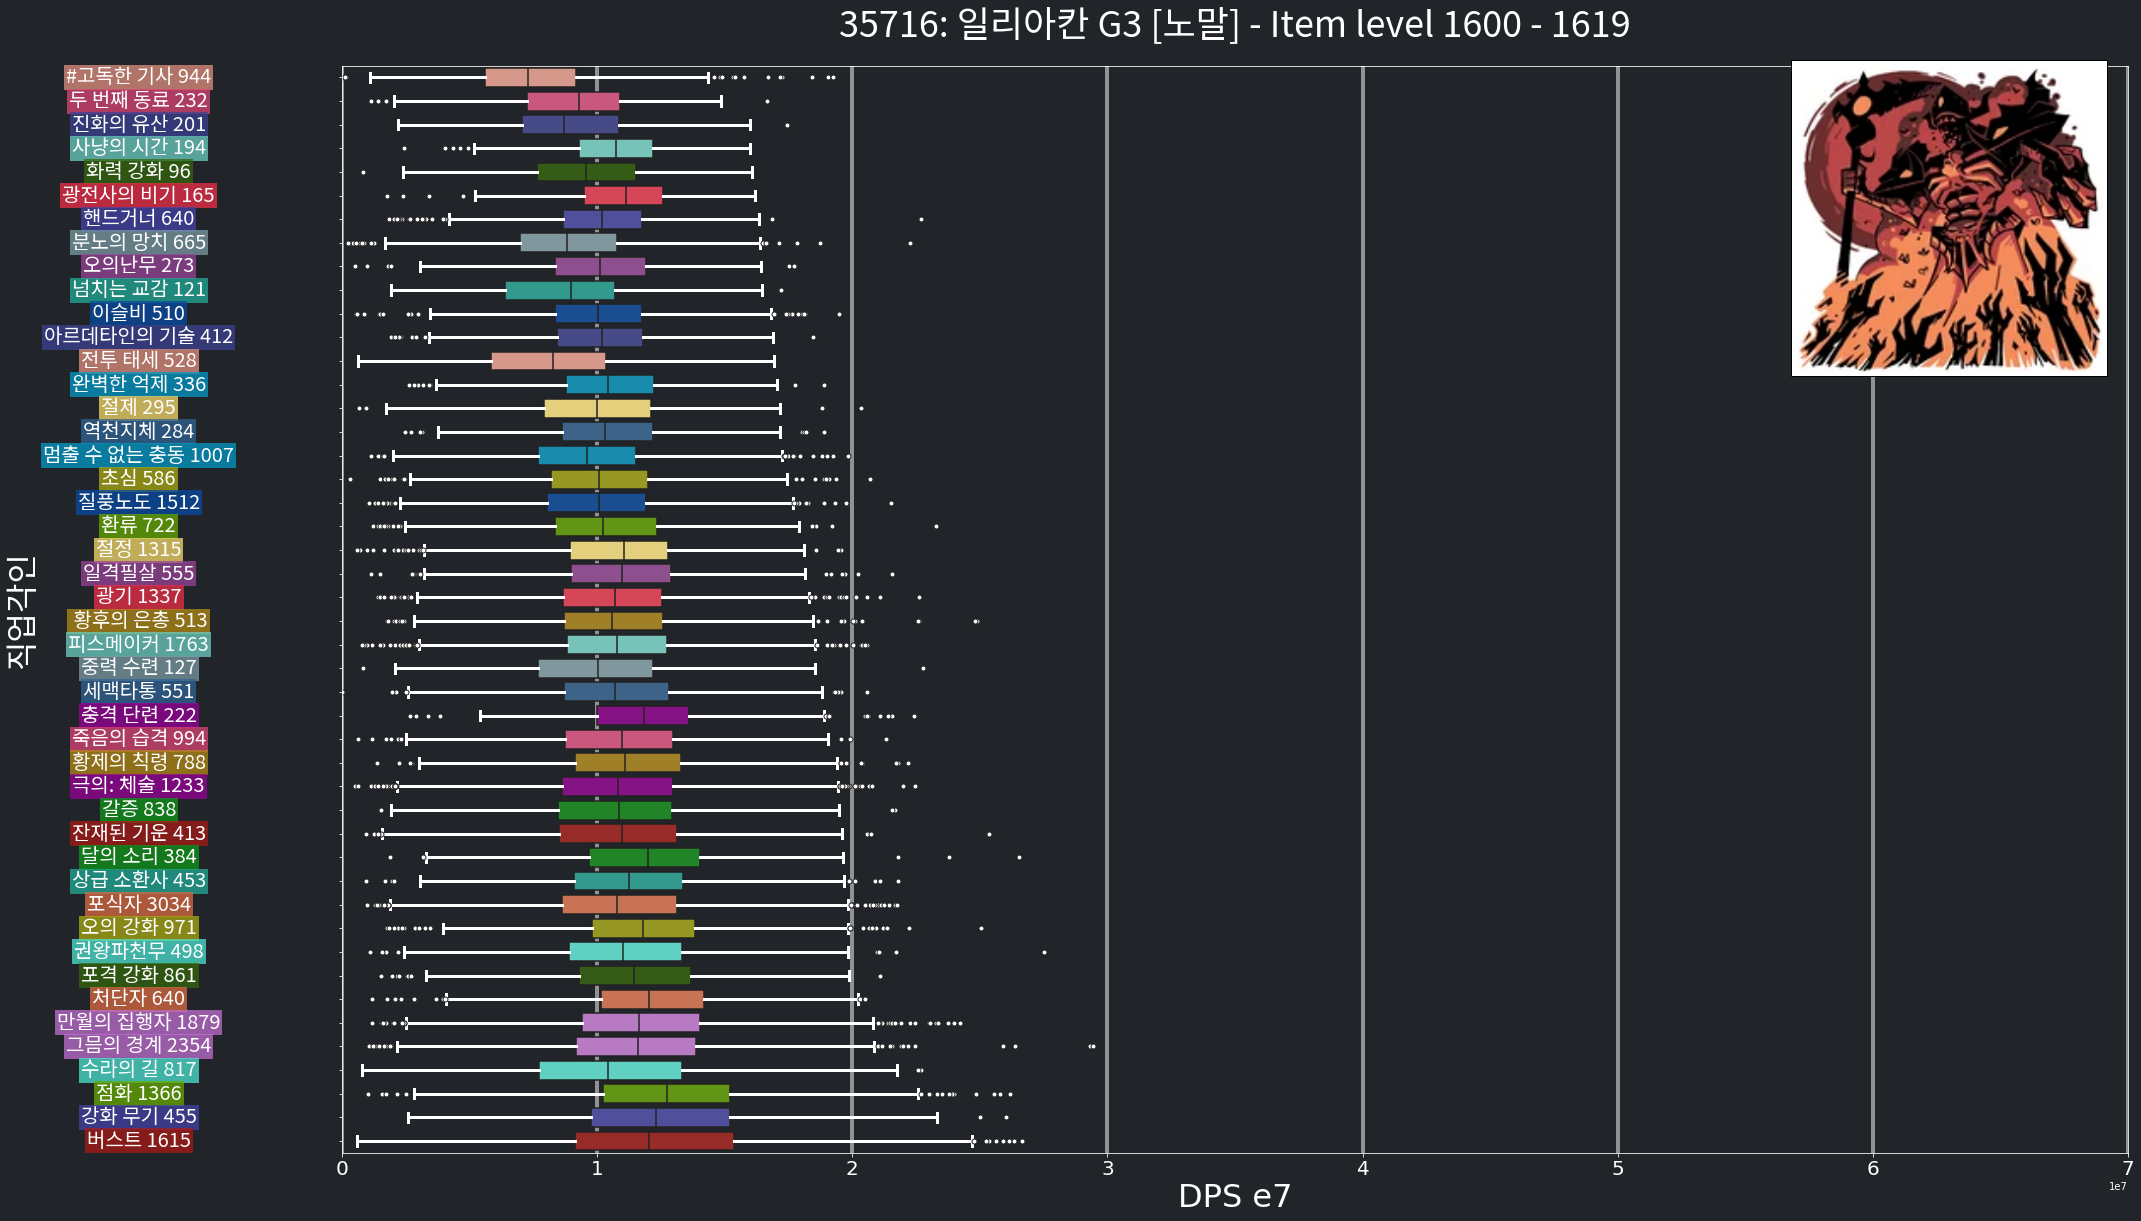 35716: 일리아칸 G3 [노말] - Item level 1600 - 1619
#고독한 기사 944
두 번째 동료 232
진화의 유산 201
사냥의 시간 194
화력 강화 96
광전사의 비기 165
핸드거너 640
분노의 망치 665
오의난무 273
넘치는 교감 121
이슬비 510
아르데타인의 기술 412
전투 태세 528
완벽한 억제 336
절제 295
역천지체 284
멈출 수 없는 충동 1007
초심 586
질풍노도 1512
환류 722
절정 1315
일격필살 555
광기 1337
황후의 은총 513
피스메이커 1763
중력 수련 127
세맥타통 551
충격 단련 222
죽음의 습격 994
황제의 칙령 788
극의: 체술 1233
갈증 838
잔재된 기운 413
달의 소리 384
상급 소환사 453
포식자 3034
오의 강화 971
권왕파천무 498
포격 강화 861
처단자 640
만월의 집행자 1879
그믐의 경계 2354
수라의 길 817
점화 1366
강화 무기 455
버스트 1615
직업각인
0 1 2 3 4 5 6 7
DPS e7
1e7